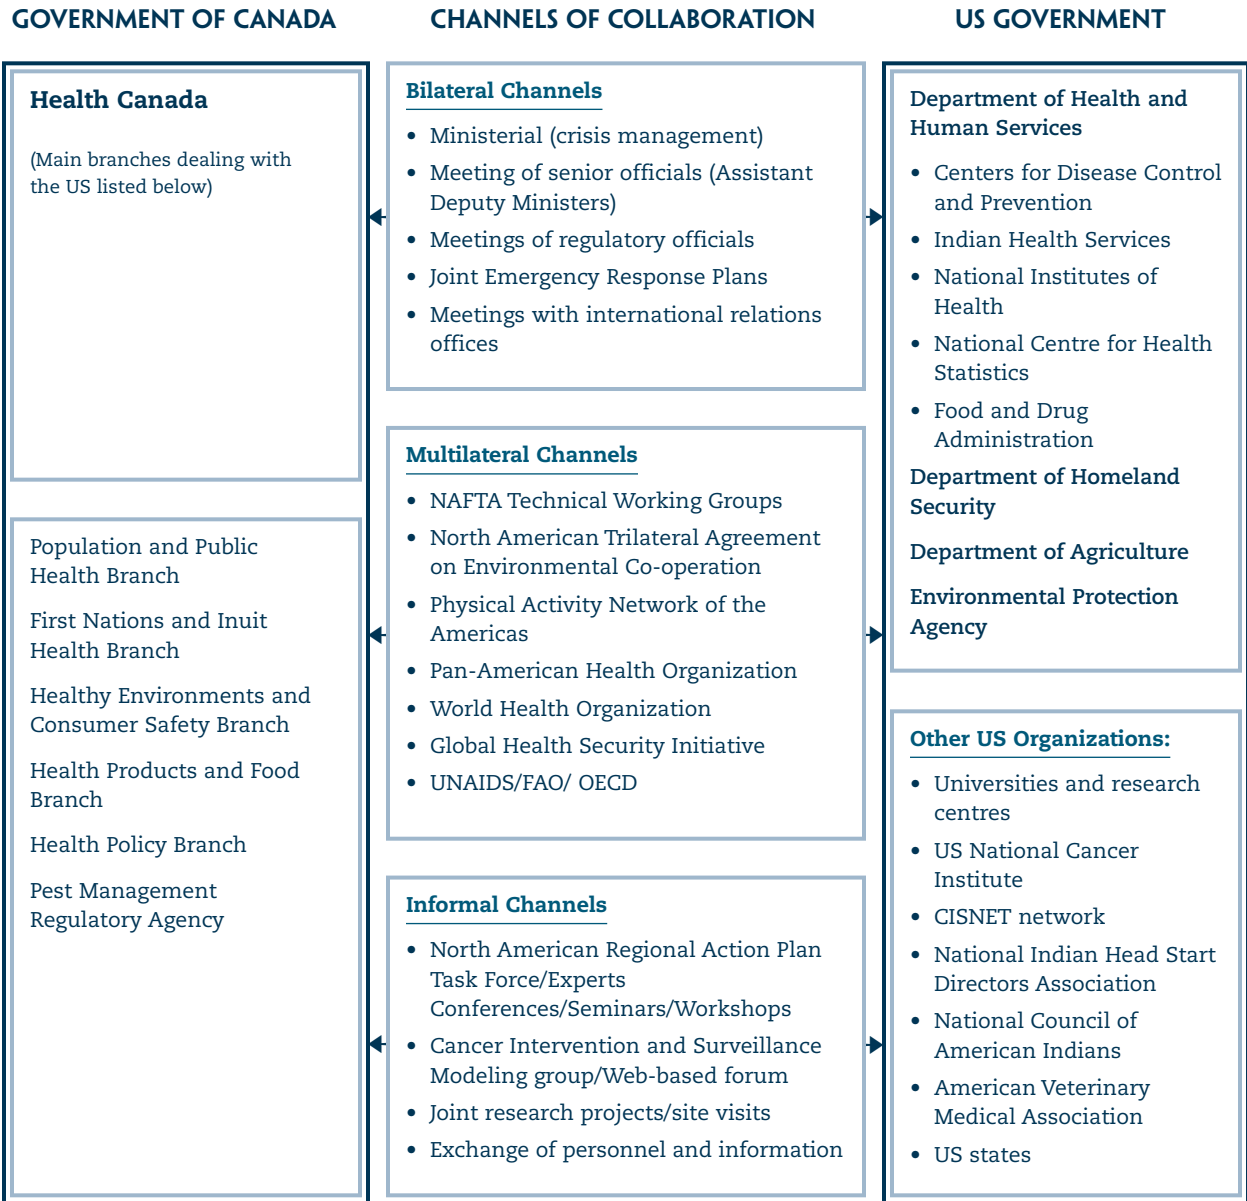 GOVERNMENT OF CANADA
Health Canada
(Main branches dealing with
the US listed below)
Population and Public
Health Branch
First Nations and Inuit
Health Branch
Healthy Environments and
Consumer Safety Branch
Health Products and Food
Branch
Health Policy Branch
Pest Management
Regulatory Agency
CHANNELS OF COLLABORATION
Bilateral Channels
• Ministerial (crisis management)
• Meeting of senior officials (Assistant
Deputy Ministers)
• Meetings of regulatory officials
• Joint Emergency Response Plans
• Meetings with international relations
offices
Multilateral Channels
• NAFTA Technical Working Groups
• North American Trilateral Agreement
on Environmental Co-operation
• Physical Activity Network of the
Americas
• Pan-American Health Organization
• World Health Organization
• Global Health Security Initiative
• UNAIDS/FAO/ OECD
Informal Channels
• North American Regional Action Plan
Task Force/Experts
Conferences/Seminars/Workshops
• Cancer Intervention and Surveillance
Modeling group/Web-based forum
• Joint research projects/site visits
• Exchange of personnel and information
US GOVERNMENT
Department of Health and
Human Services
• Centers for Disease Control
and Prevention
• Indian Health Services
• National Institutes of
Health
• National Centre for Health
Statistics
• Food and Drug
Administration
Department of Homeland
Security
Department of Agriculture
Environmental Protection
Agency
Other US Organizations:
• Universities and research
centres
• US National Cancer
Institute
• CISNET network
• National Indian Head Start
Directors Association
• National Council of
American Indians
• American Veterinary
Medical Association
• US states